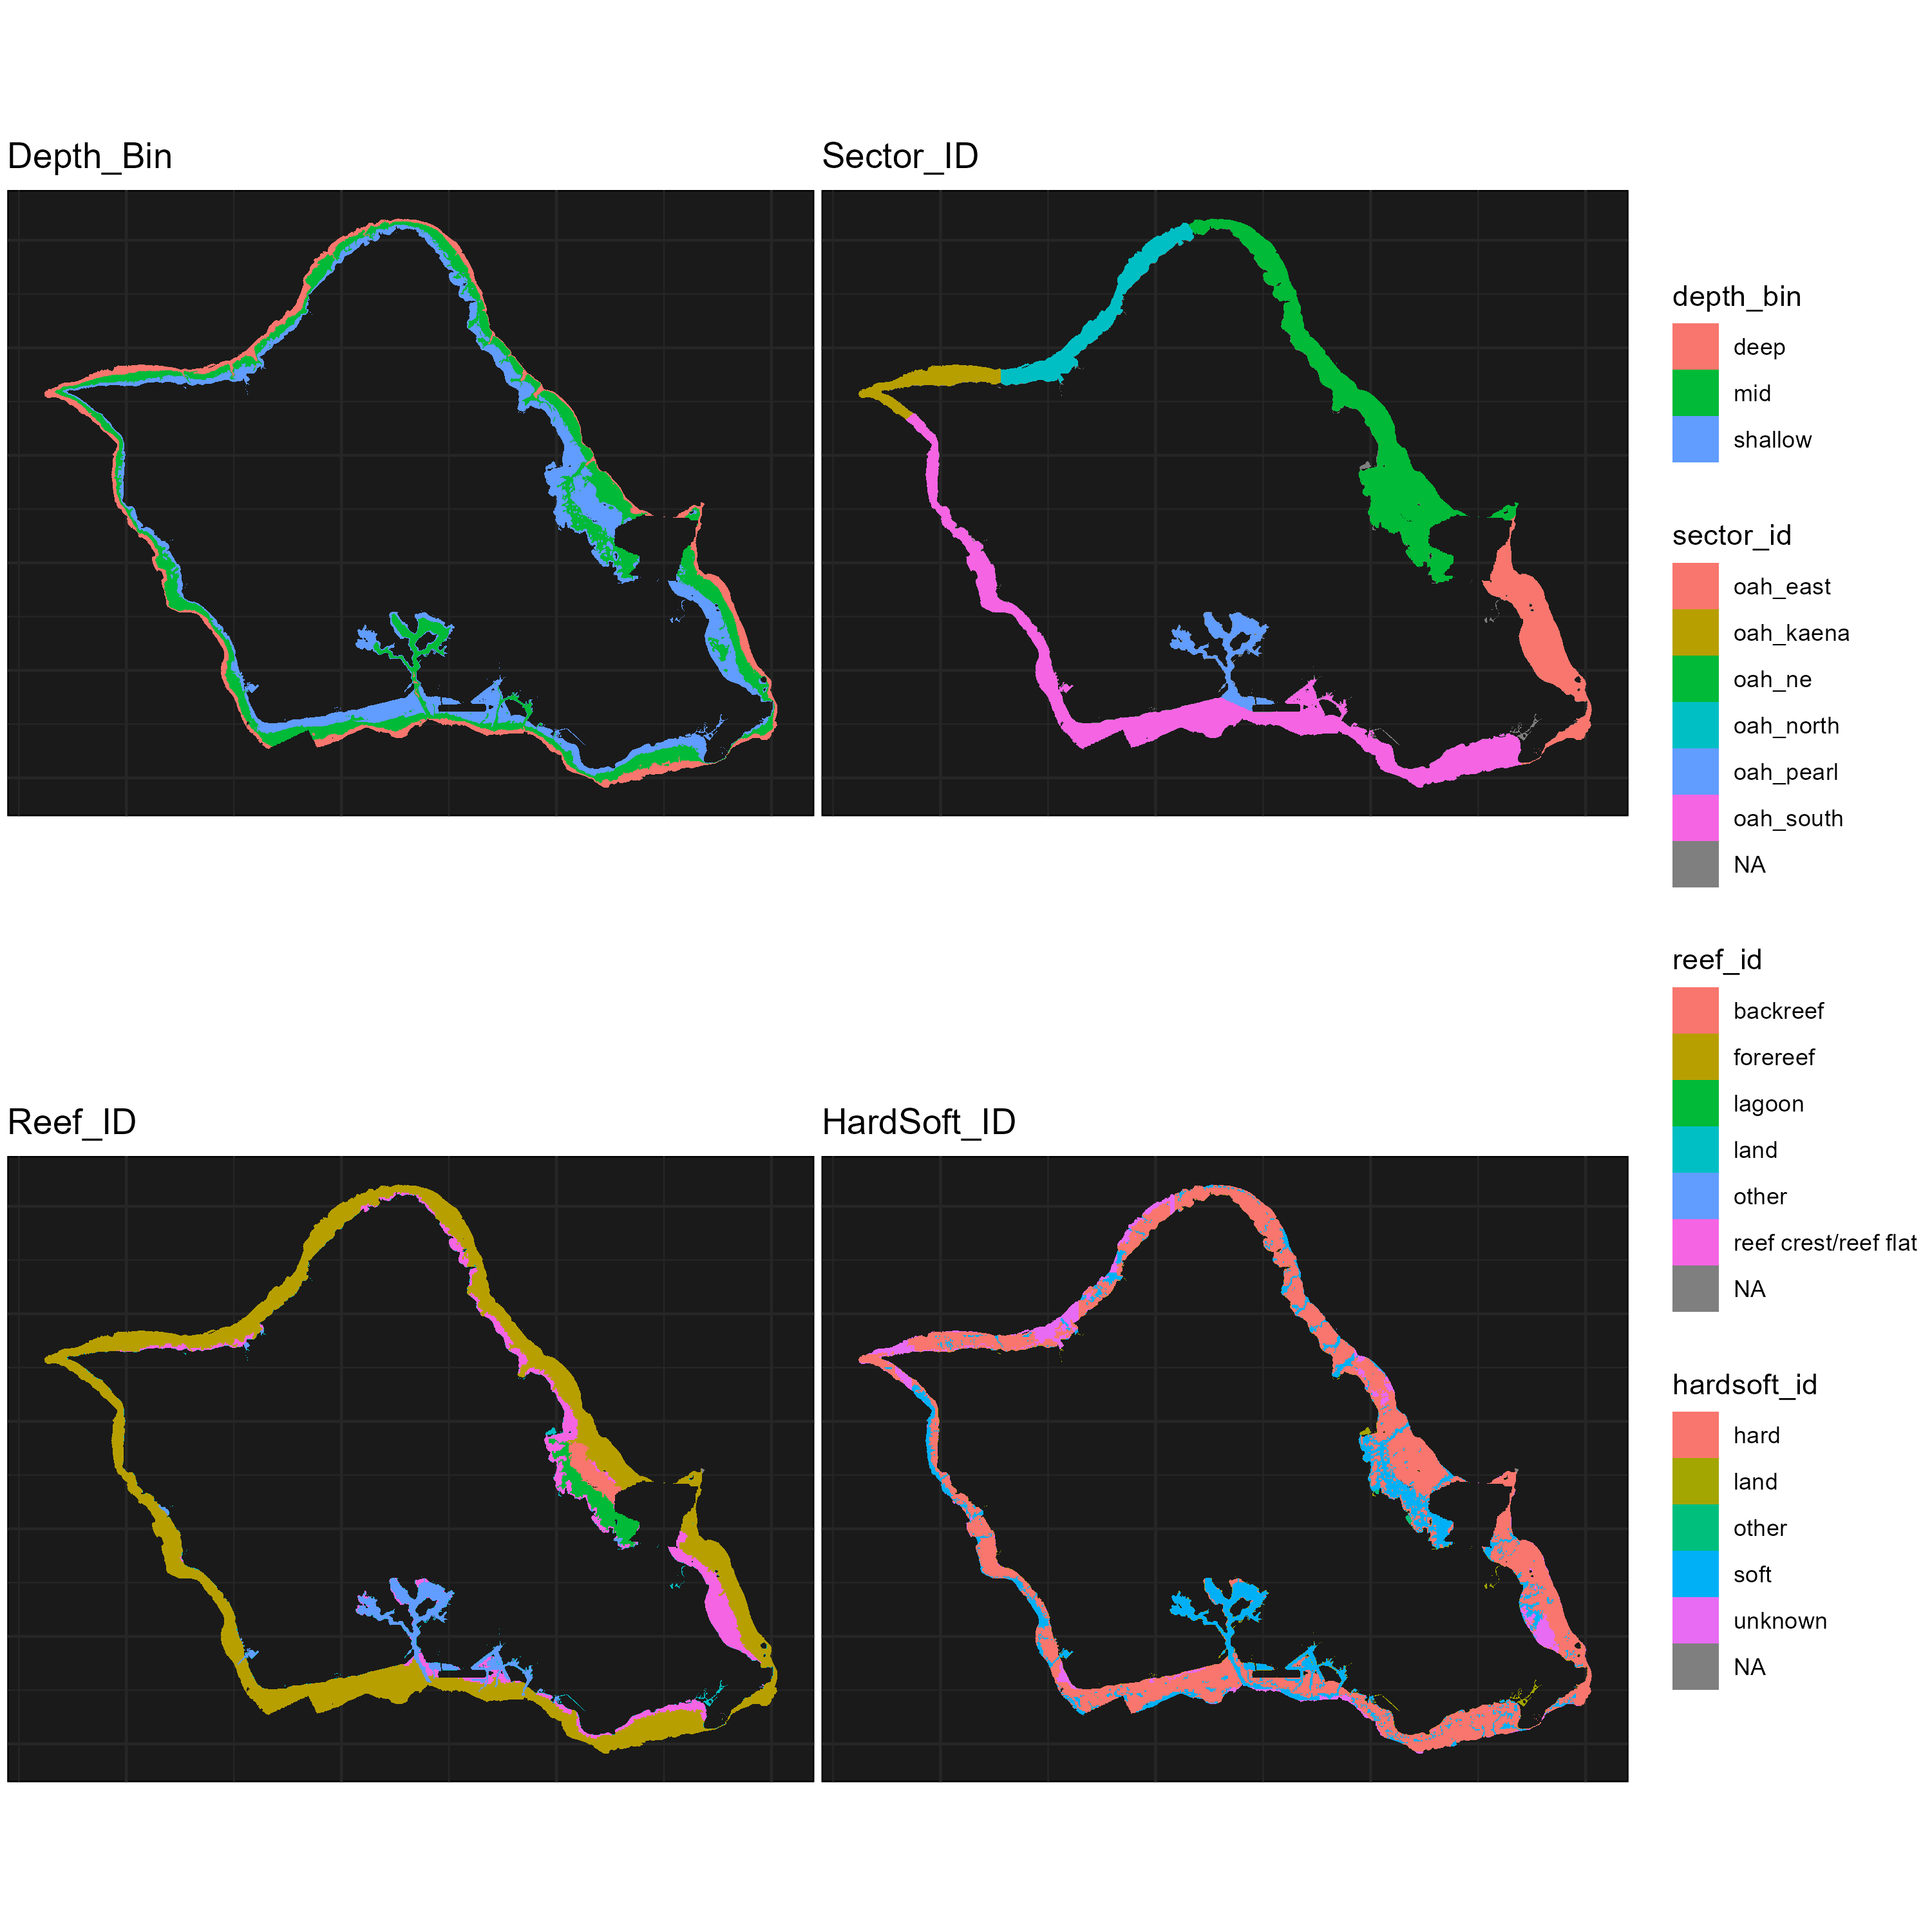 Depth_Bin
Sector_ID
depth_bin
deep
mid
shallow
sector_id
oah_east
oah_kaena
oah_ne
oah_north
oah_pearl
oah_south
NA
Reef_ID
HardSoft_ID
reef_id
backreef
forereef
lagoon
land
other
reef crest/reef flat
NA
hardsoft_id
hard
land
other
soft
unknown
NA